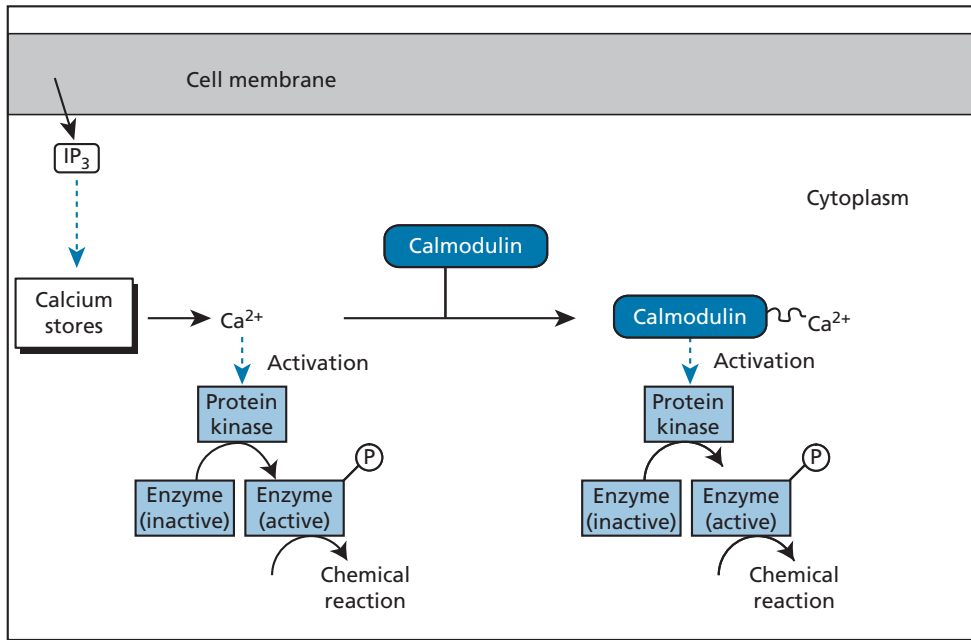 Cell membrane
IP3
Cytoplasm
Calmodulin
Calcium
stores
Ca2+
Calmodulin
Ca2+
Activation
Activation
Protein
kinase
Protein
kinase
P
P
Enzyme
(inactive)
Enzyme
(active)
Enzyme
(inactive)
Enzyme
(active)
Chemical
reaction
Chemical
reaction